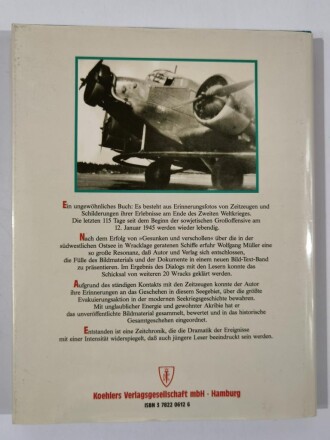 Ein ungewöhnliches Buch: Es besteht aus Erinnerungsfotos von Zeitzeugen und
Schilderungen ihrer Erlebnisse am Ende des Zweiten Weltkrieges.
Die letzten 115 Tage seit dem Beginn der sowjetischen Großoffensive am
12. Januar 1945 werden wieder lebendig.
Nach dem Erfolg von »Gesunken und verschollen« über die in der
südwestlichen Ostsee in Wracklage geratenen Schiffe erfuhr Wolfgang Müller eine
so große Resonanz, daß Autor und Verlag sich entschlossen,
die Fülle des Bildmaterials und der Dokumente in einem neuen Bild-Text-Band
zu präsentieren. Im Ergebnis des Dialogs mit den Lesern konnte das
Schicksal von weiteren 20 Wracks geklärt werden.
Aufgrund des ständigen Kontakts mit den Zeitzeugen konnte der Autor
ihre Erinnerungen an das Geschehen in diesem Seegebiet, über die größte
Evakuierungsaktion in der modernen Seekriegsgeschichte bewahren.
Mit unglaublicher Energie und gewohnter Akribie hat er
das unveröffentlichte Bildmaterial gesammelt, bewertet und in das historische
Gesamtgeschehen eingeordnet.
Entstanden ist eine Zeitchronik, die die Dramatik der Ereignisse
mit einer Intensität widerspiegelt, daß auch jüngere Leser beeindruckt sein werden.
Koehlers Verlagsgesellschaft mbH · Hamburg
ISBN 3 7822 0612 6